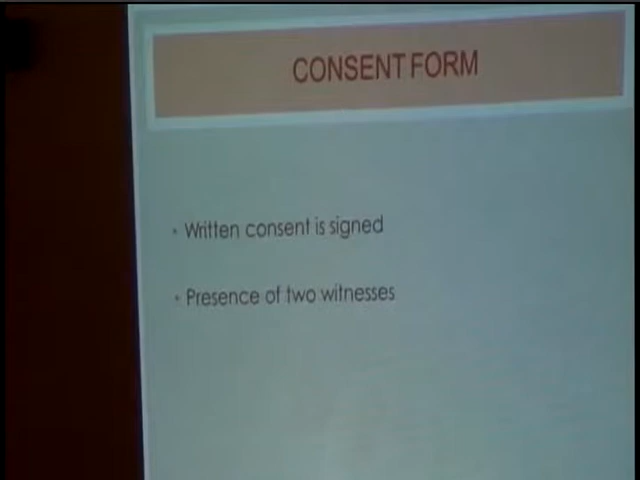 CONSENT FORM
• Written consent is signed
• Presence of two witnesses